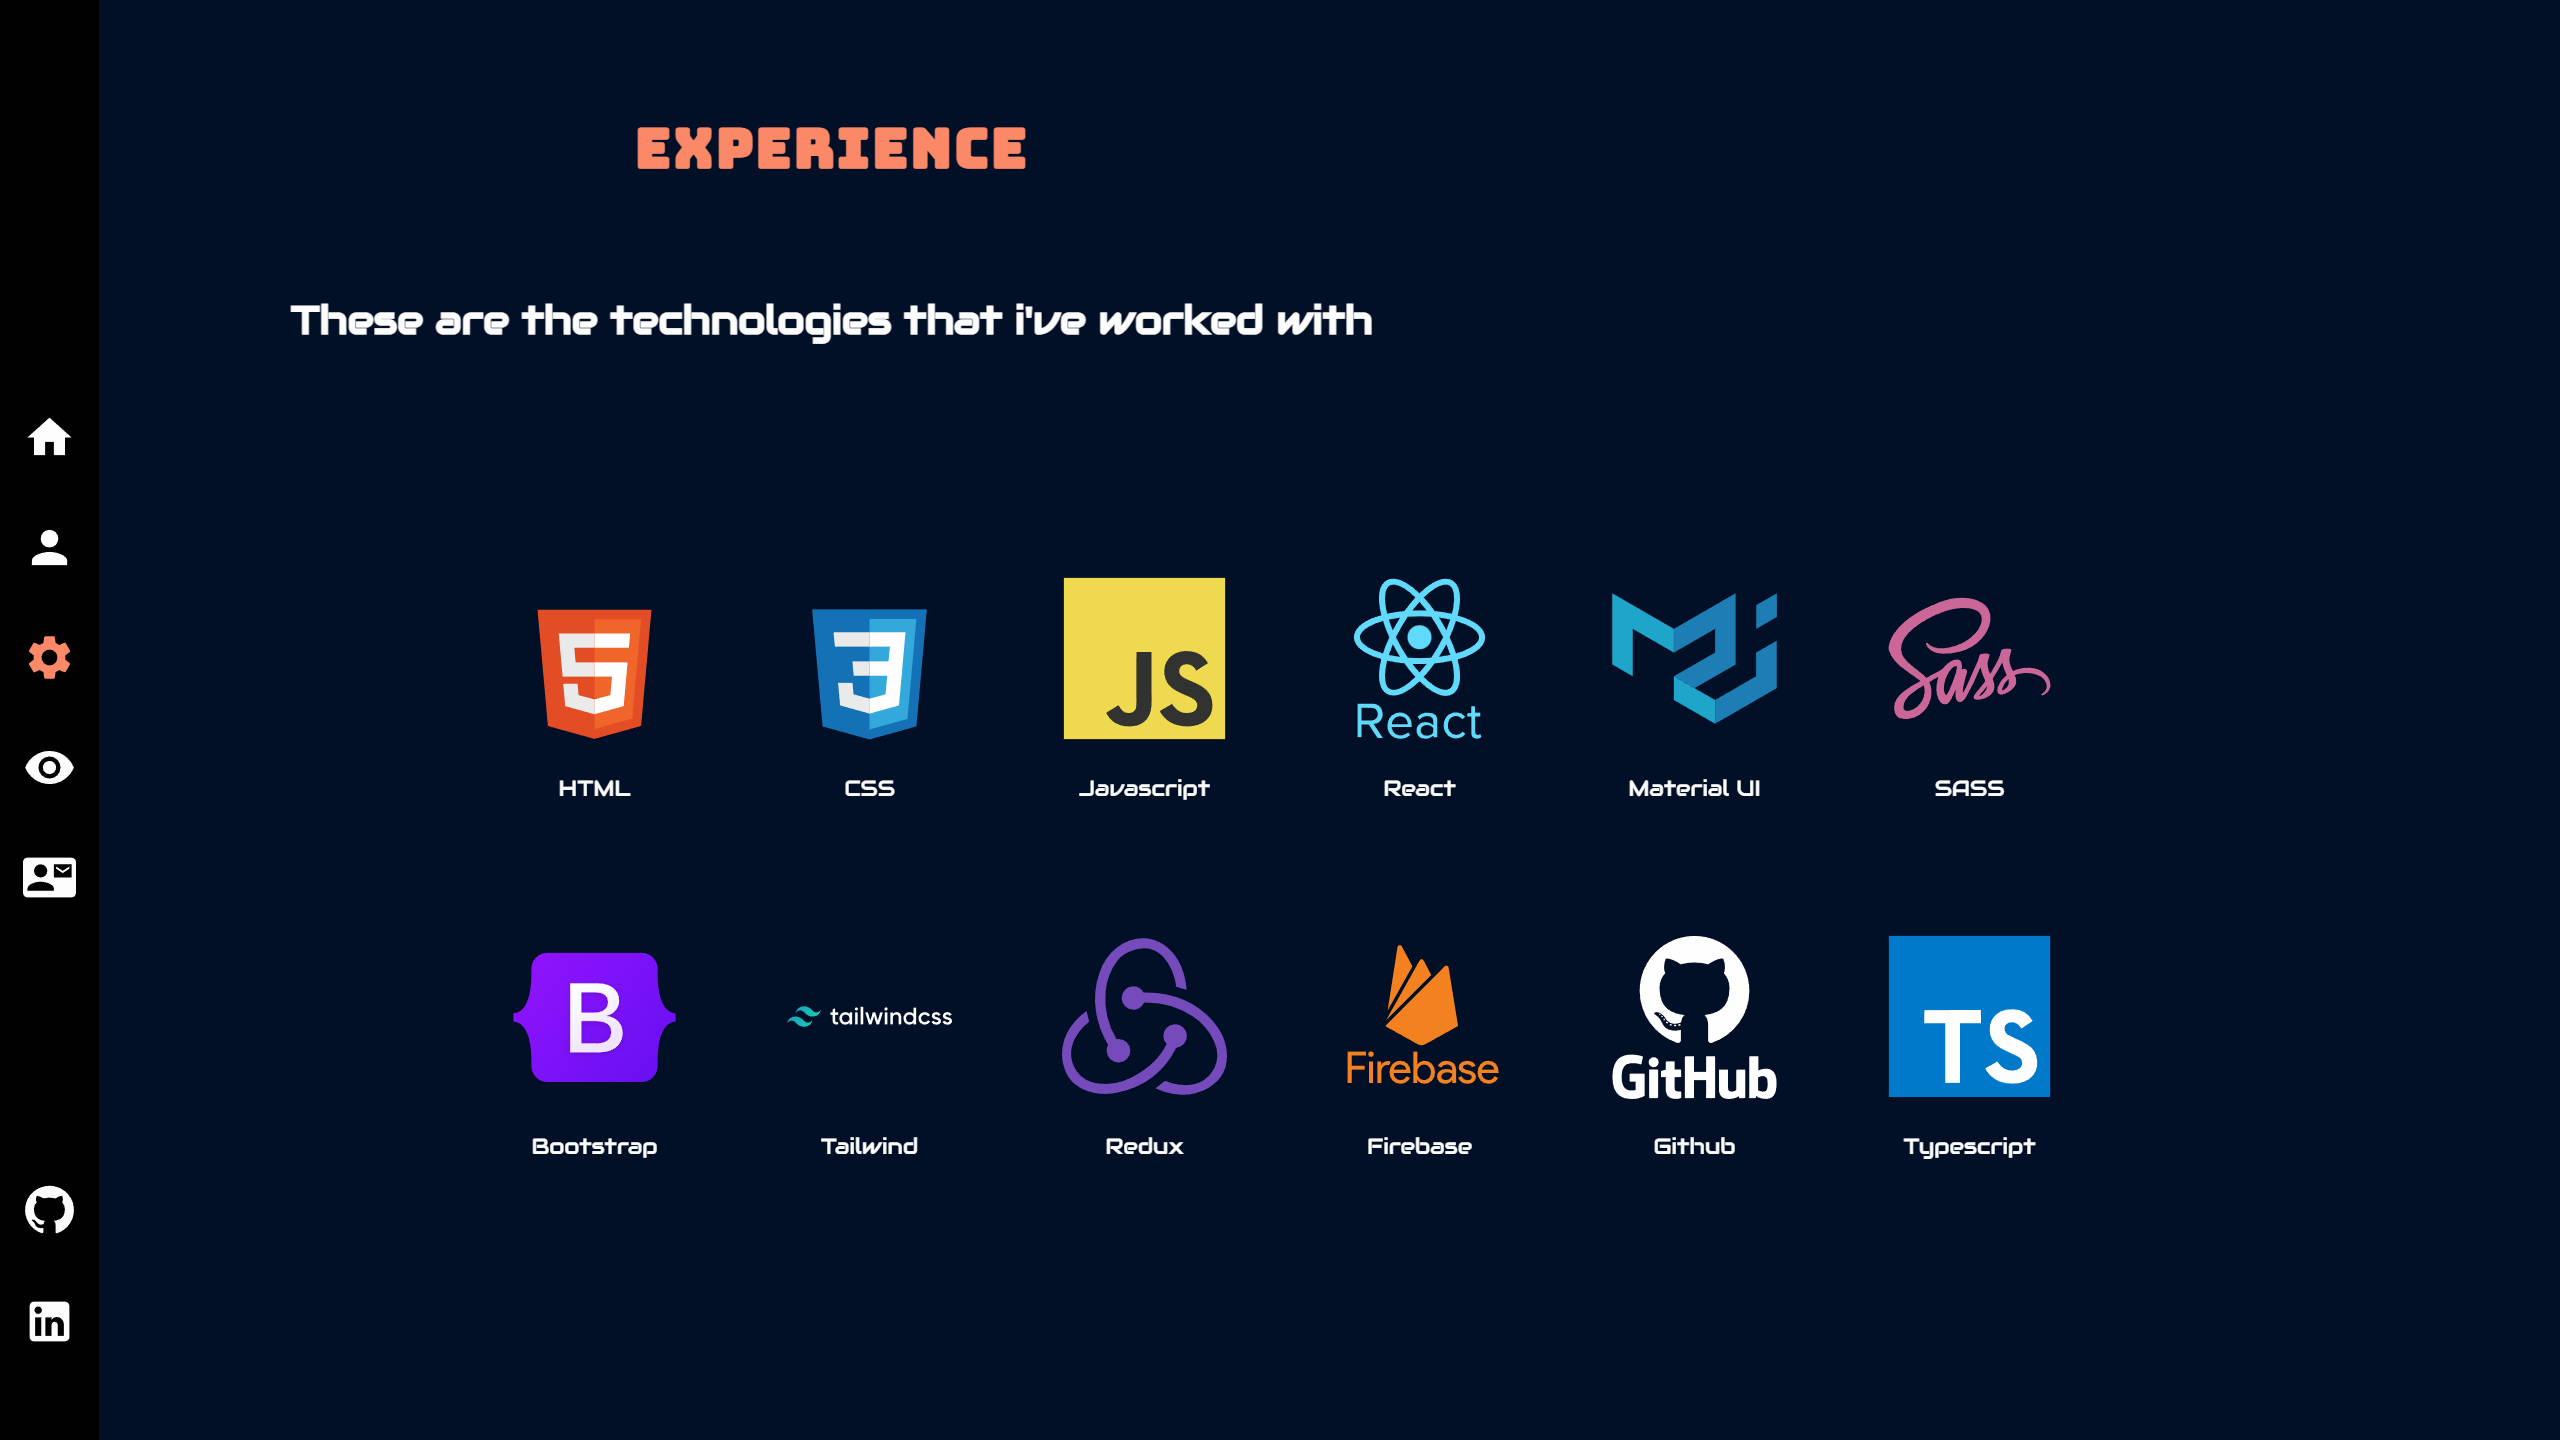 EXPERIENCE
These are the technologies that i've worked with
5 3 JS React Sass
HTML CSS Javascript React Material UI SASS
B tailwindcss Firebase GitHub TS
Bootstrap Tailwind Redux Firebase Github Typescript
in